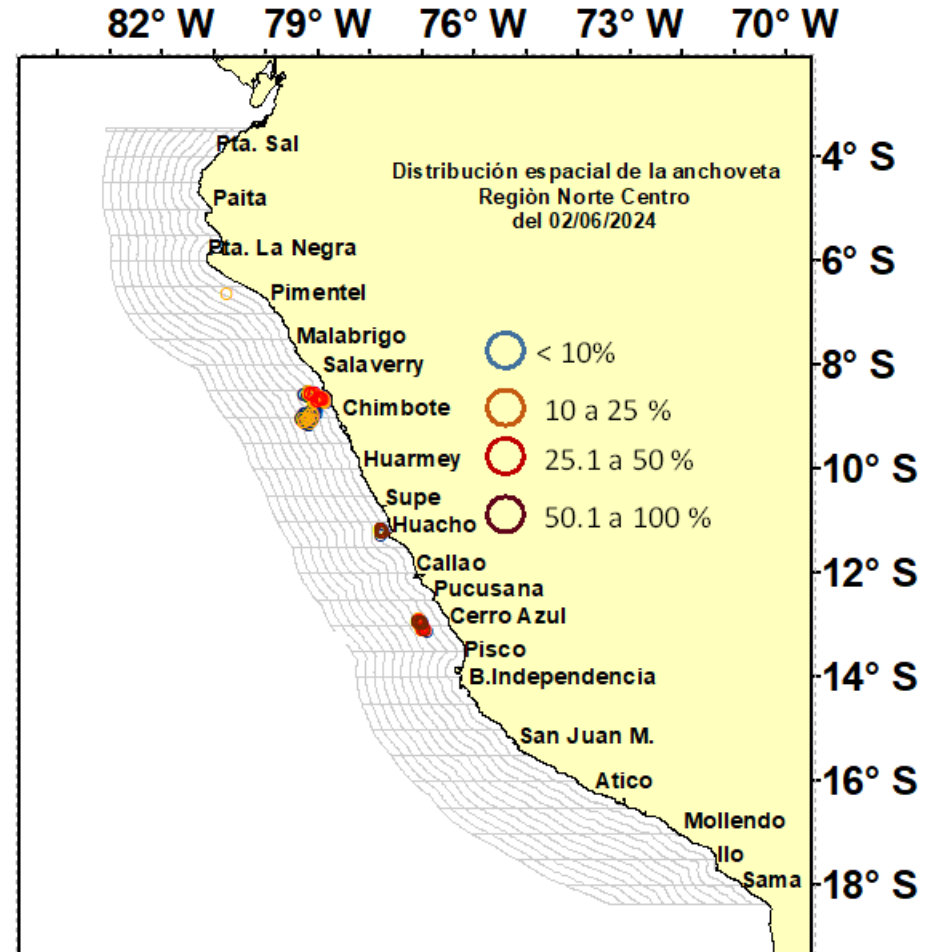 82° W 79° W 76° W 73° W 70° W
Pta. Sal
4° S
Distribución espacial de la anchoveta
Regiòn Norte Centro
del 02/06/2024
Paita
Pta. La Negra
6° S
Pimentel
Malabrigo
< 10%
8° S
Salaverry
Chimbote
10 a 25 %
Huarmey
25.1 a 50 %
10° S
Supe
Huacho
50.1 a 100 %
Callao
12° S
Pucusana
Cerro Azul
Pisco
B.Independencia
14° S
San Juan M.
Atico
16° S
Mollendo
Ilo
Sama
18° S